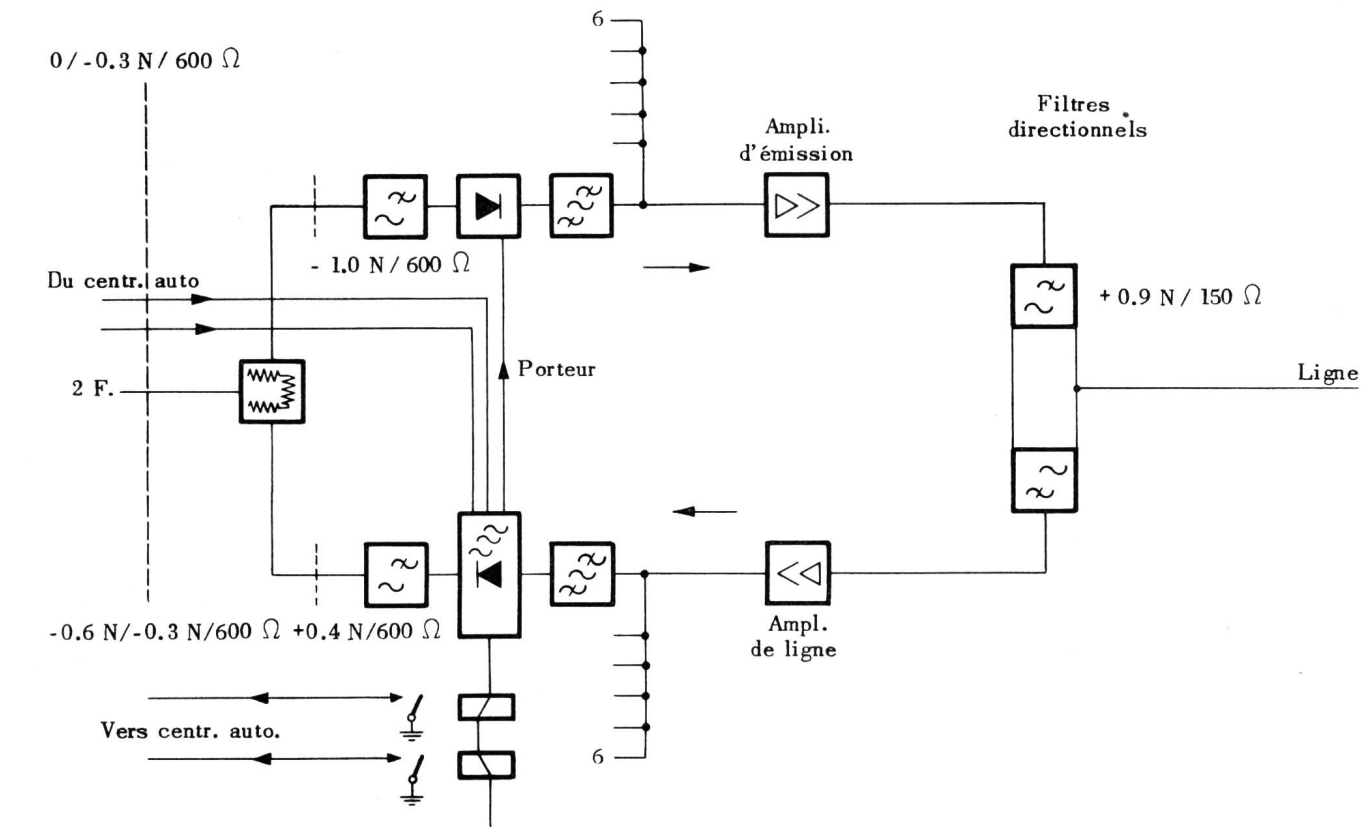 6
0/-0.3 N/600 Ω
Filtres
directionnels
Ampli.
d'émission
- 1.0 N/600 Ω
Du centr. auto
+ 0.9 N / 150 Ω
Porteur
2 F.
Ligne
-0.6 N/-0.3 N/600 Ω +0.4 N/600 Ω
Ampl.
de ligne
Vers centr. auto.
6